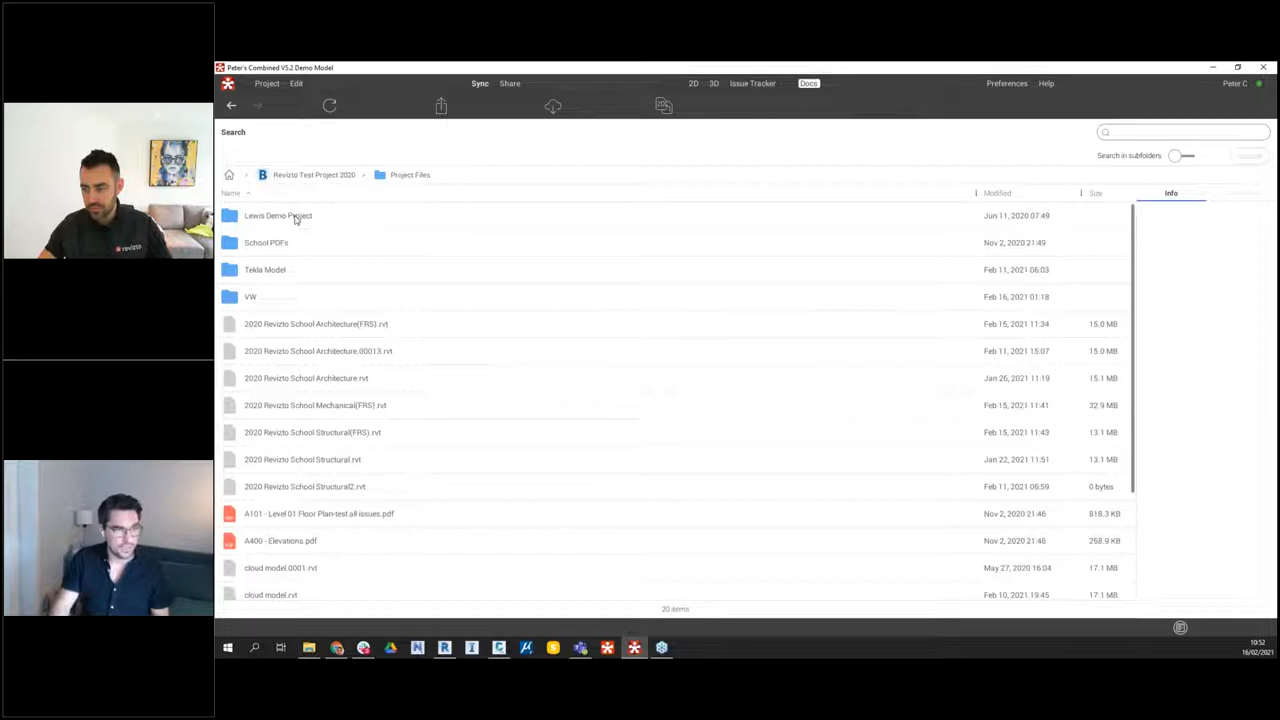 Peter's Combined V5.2 Demo Model
Project Edit Sync Share 2D 3D Issue Tracker Docs Preferences Help Peter C
Search
Search in subfolders
Revizto Test Project 2020 Project Files
Name Modified Size Info
Lewis Demo Project Jun 11, 2020 07:49
School PDFs Nov 2, 2020 21:49
Tekla Model Feb 11, 2021 06:03
VW Feb 16, 2021 01:18
2020 Revizto School Architecture(FRS).rvt Feb 15, 2021 11:34 15.0 MB
2020 Revizto School Architecture.00013.rvt Feb 11, 2021 15:07 15.0 MB
2020 Revizto School Architecture.rvt Jan 26, 2021 11:19 15.1 MB
2020 Revizto School Mechanical(FRS).rvt Feb 15, 2021 11:41 32.9 MB
2020 Revizto School Structural(FRS).rvt Feb 15, 2021 11:43 13.1 MB
2020 Revizto School Structural.rvt Jan 22, 2021 11:51 13.1 MB
2020 Revizto School Structural2.rvt Feb 11, 2021 06:59 0 bytes
A101 - Level 01 Floor Plan-test all issues.pdf Nov 2, 2020 21:46 818.3 KB
A400 - Elevations.pdf Nov 2, 2020 21:46 258.9 KB
cloud model.0001.rvt May 27, 2020 16:04 17.1 MB
cloud model.rvt Feb 10, 2021 19:45 17.1 MB
20 items
10:52
16/02/2021
revizto